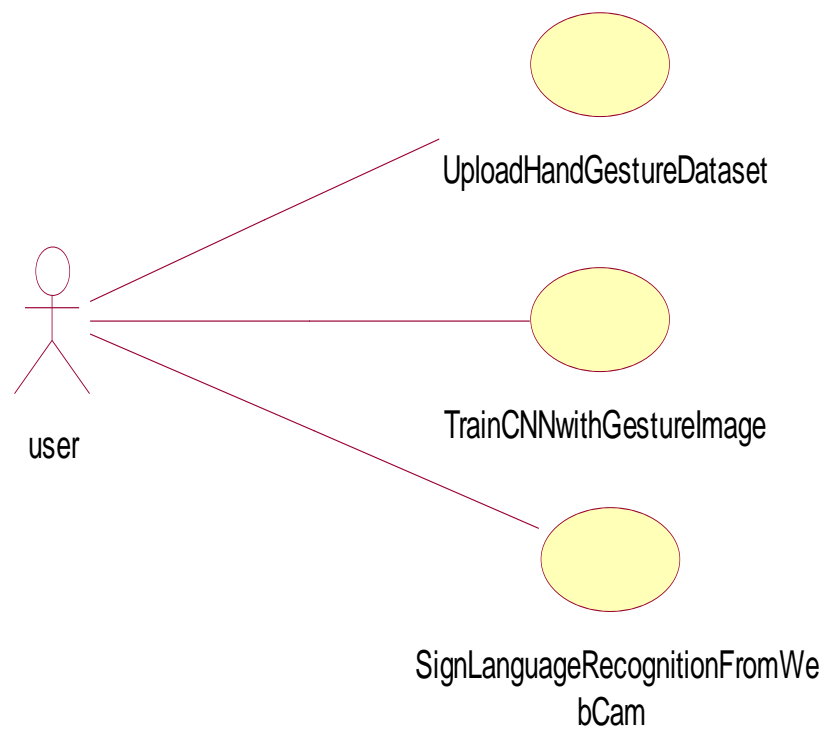 UploadHandGestureDataset
user
TrainCNNwithGestureImage
SignLanguageRecognitionFromWe
bCam